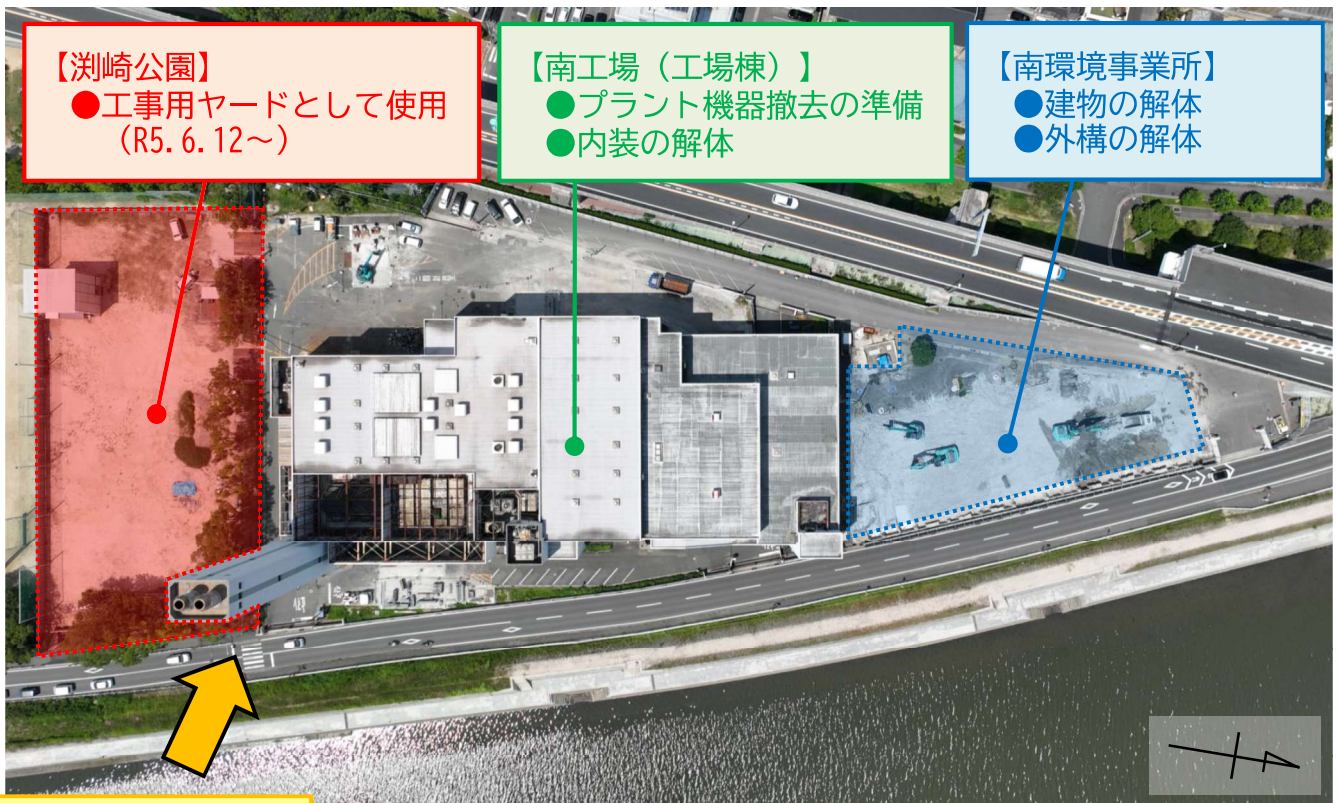 【渕崎公園】
●工事用ヤードとして使用
(R5.6.12～)
【南工場（工場棟）】
●プラント機器撤去の準備
●内装の解体
【南環境事業所】
●建物の解体
●外構の解体